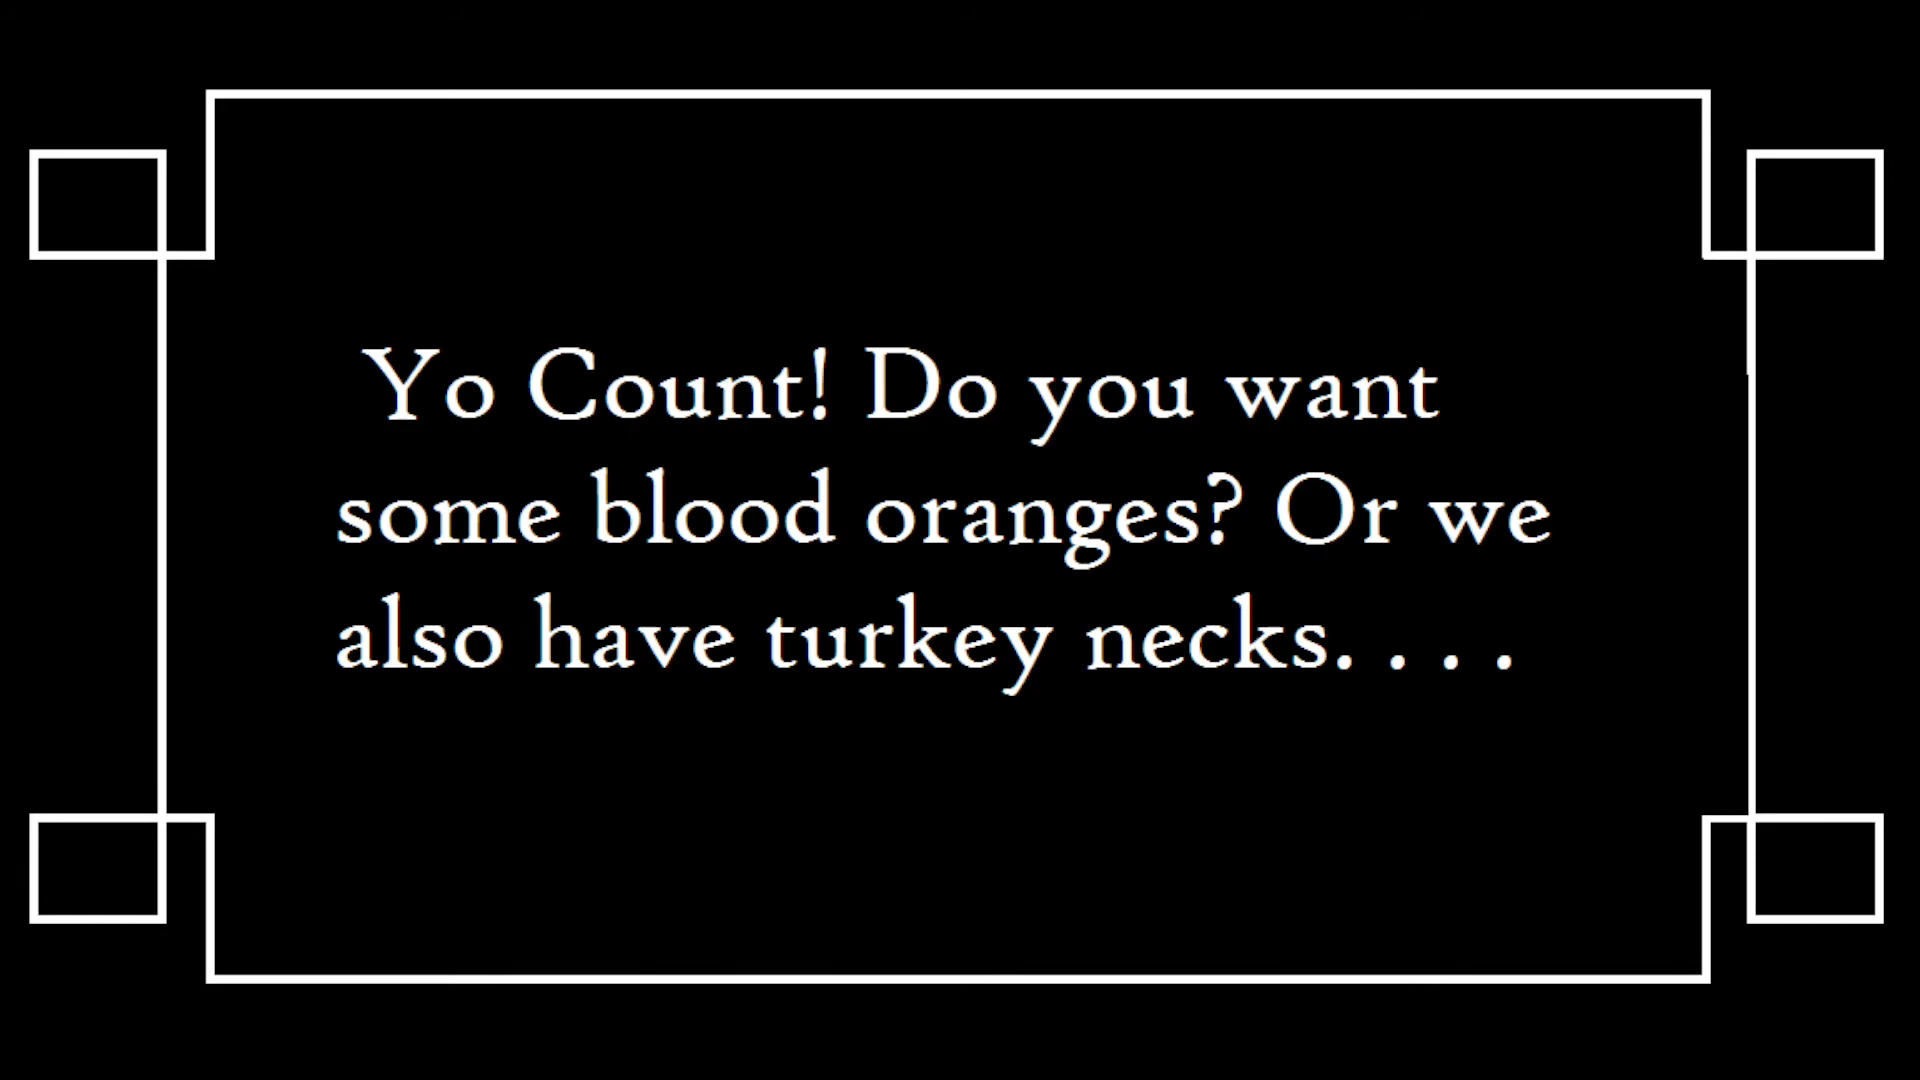 Yo Count! Do you want
some blood oranges? Or we
also have turkey necks. . . .